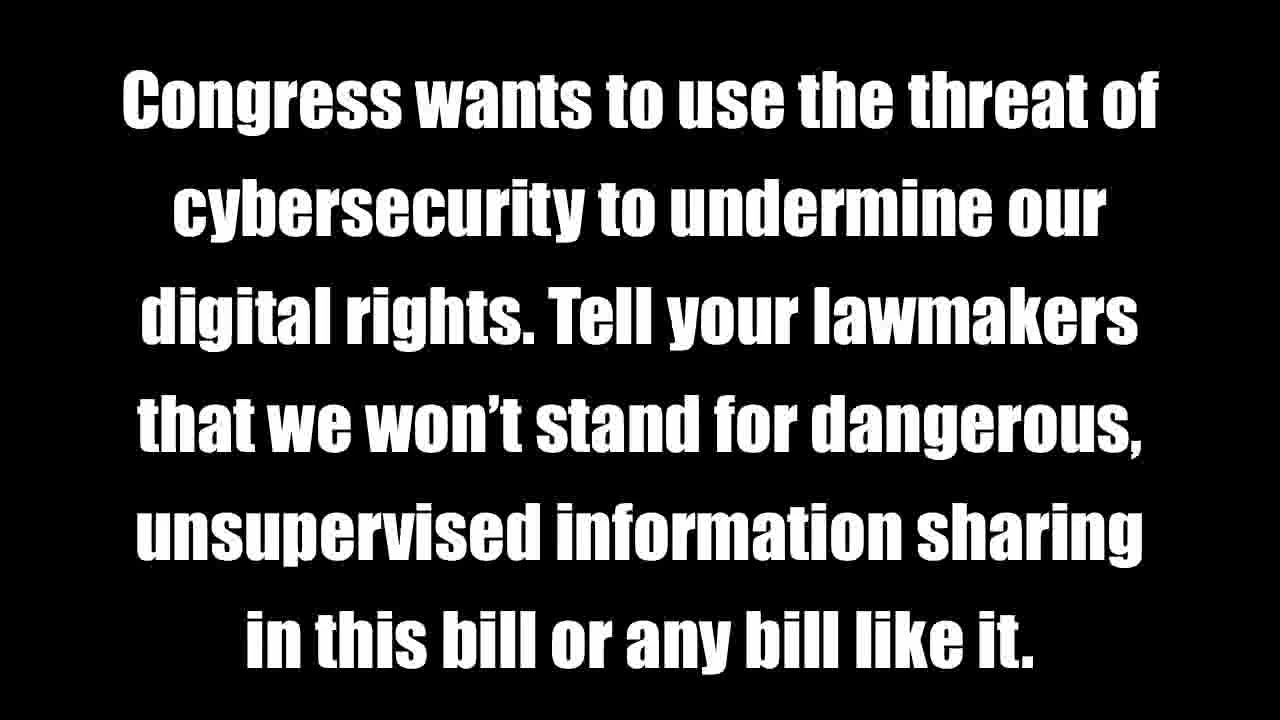 Congress wants to use the threat of
cybersecurity to undermine our
digital rights. Tell your lawmakers
that we won’t stand for dangerous,
unsupervised information sharing
in this bill or any bill like it.